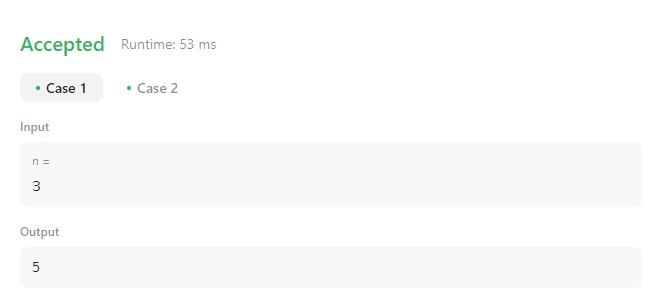 Accepted Runtime: 53 ms
• Case 1 • Case 2
Input
n =
3
Output
5